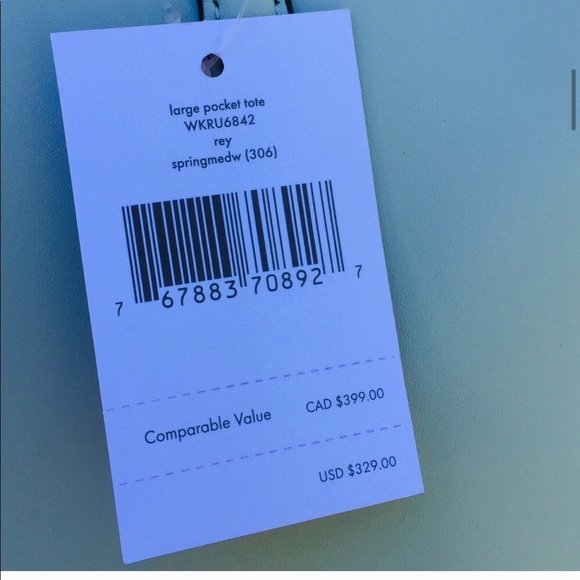 large pocket tote
WKRU6842
rey
springmedw (306)
7 67883 70892 7
Comparable Value CAD $399.00
USD $329.00